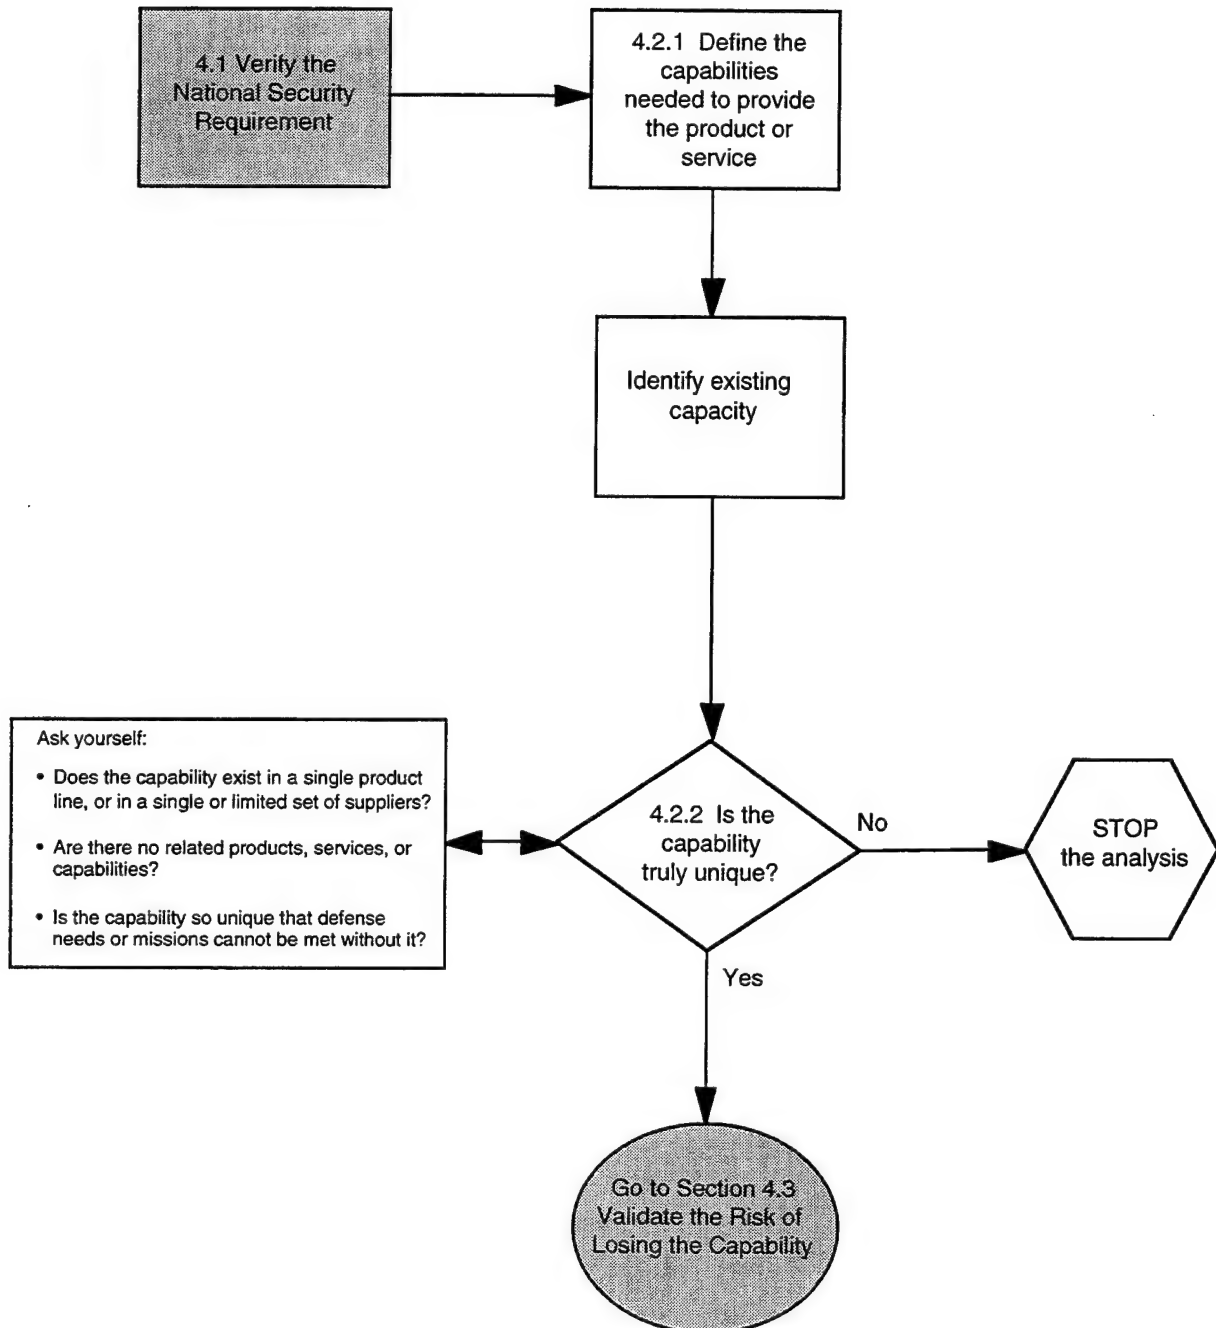 4.1 Verify the
National Security
Requirement
4.2.1 Define the
capabilities
needed to provide
the product or
service
Identify existing
capacity
Ask yourself:
• Does the capability exist in a single product
line, or in a single or limited set of suppliers?
• Are there no related products, services, or
capabilities?
• Is the capability so unique that defense
needs or missions cannot be met without it?
4.2.2 Is the
capability
truly unique?
No
STOP
the analysis
Yes
Go to Section 4.3
Validate the Risk of
Losing the Capability